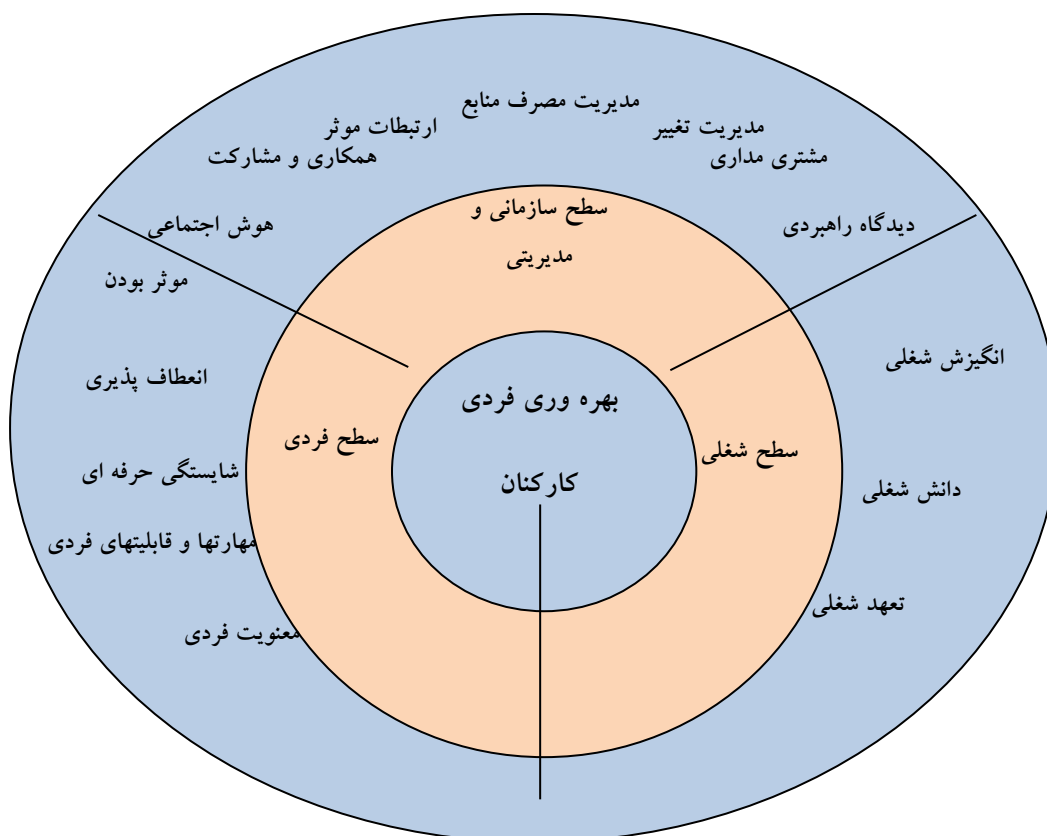 مدیریت مصرف منابع
مدیریت تغییر
ارتبطات موثر
مشتری مداری
همکاری و مشارکت
سطح سازمانی و
مدیریتی
دیدگاه راهبردی
هوش اجتماعی
موثر بودن
انگیزش شغلی
انعطاف پذیری
بهره وری فردی
کارکنان
سطح شغلی
سطح فردی
شایستگی حرفه ای
دانش شغلی
مهارتها و قابلیتهای فردی
تعهد شغلی
معنویت فردی